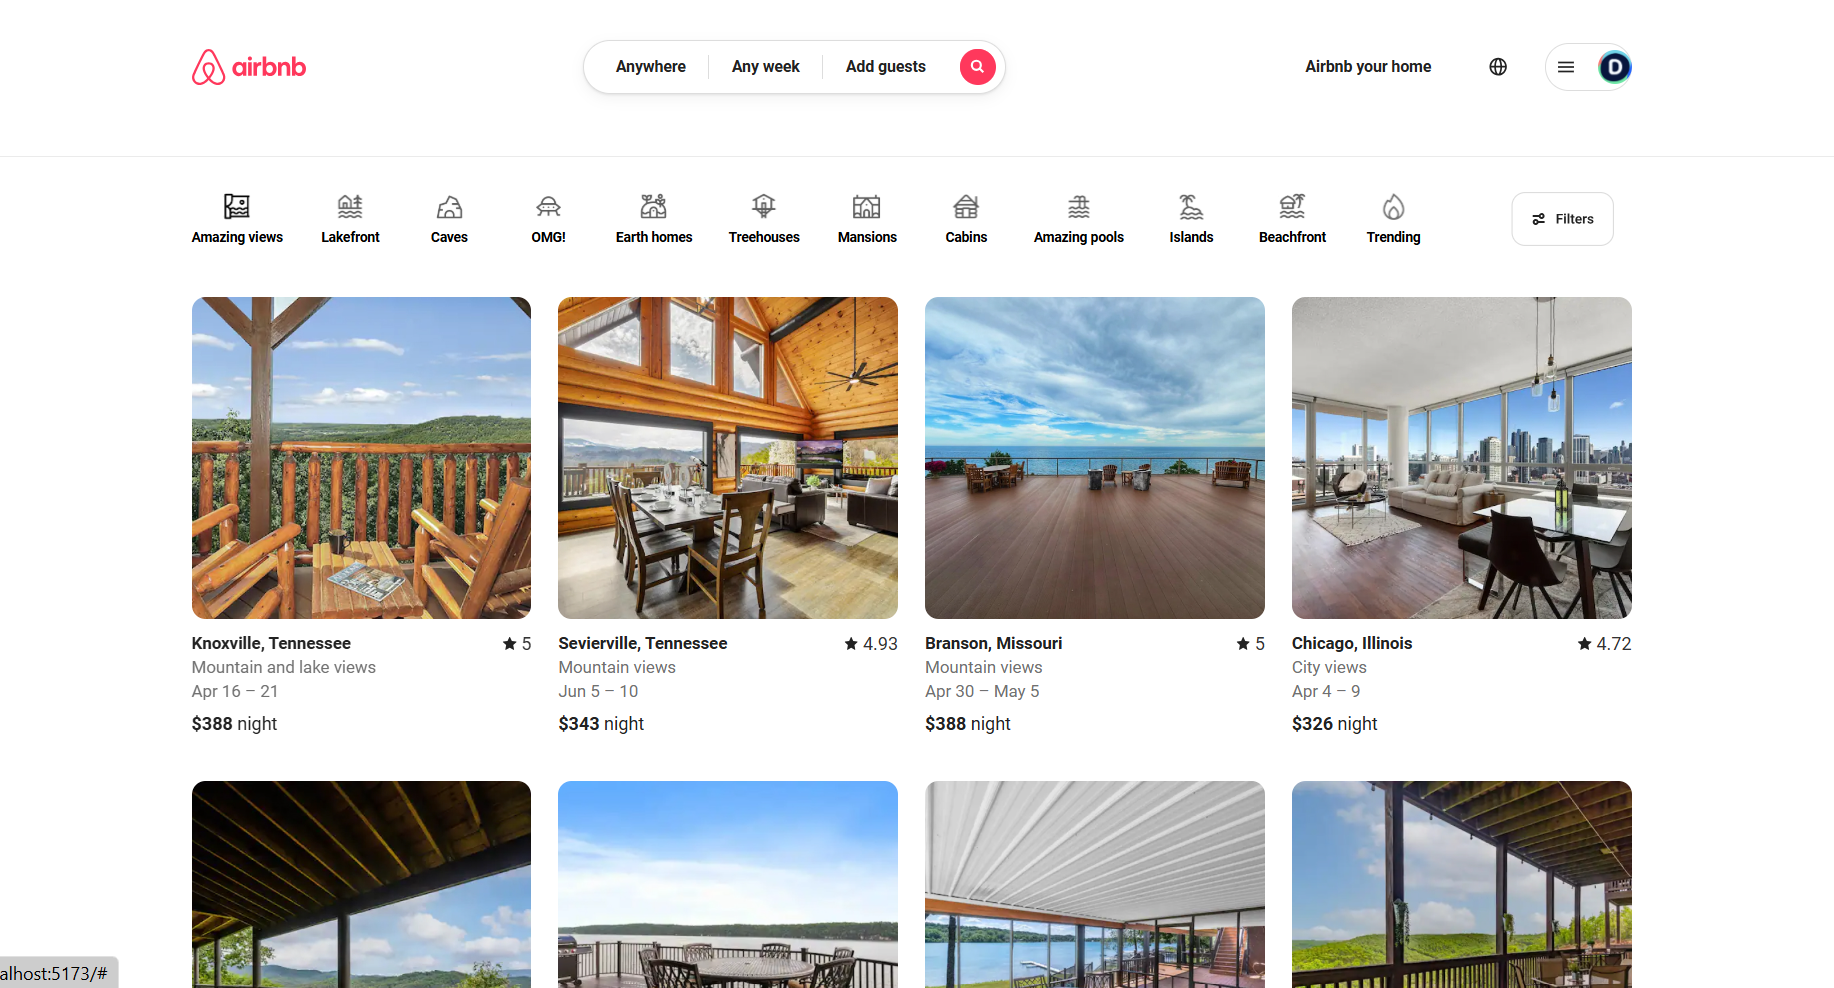 airbnb
Anywhere Any week Add guests
Airbnb your home
D
Amazing views Lakefront Caves OMG! Earth homes Treehouses Mansions Cabins Amazing pools Islands Beachfront Trending
Filters
Knoxville, Tennessee 5
Mountain and lake views
Apr 16 – 21
$388 night
Sevierville, Tennessee 4.93
Mountain views
Jun 5 – 10
$343 night
Branson, Missouri 5
Mountain views
Apr 30 – May 5
$388 night
Chicago, Illinois 4.72
City views
Apr 4 – 9
$326 night
alhost:5173/#